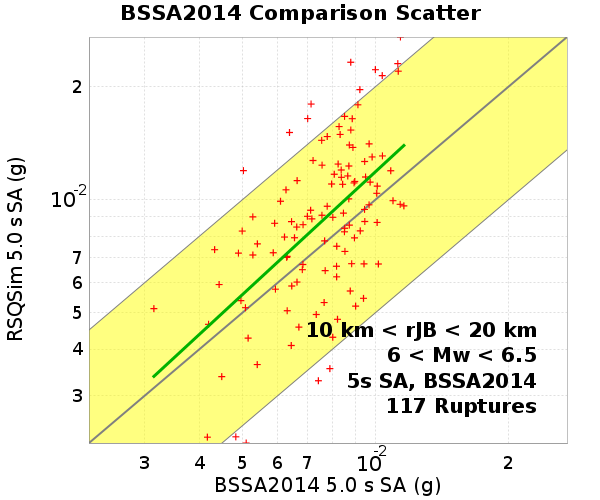 BSSA2014 Comparison Scatter
RSQSim 5.0 s SA (g)
2
10-2
7
6
5
4
3
10 km < rJB < 20 km
6 < Mw < 6.5
5s SA, BSSA2014
117 Ruptures
3 4 5 6 7 10-2 2
BSSA2014 5.0 s SA (g)